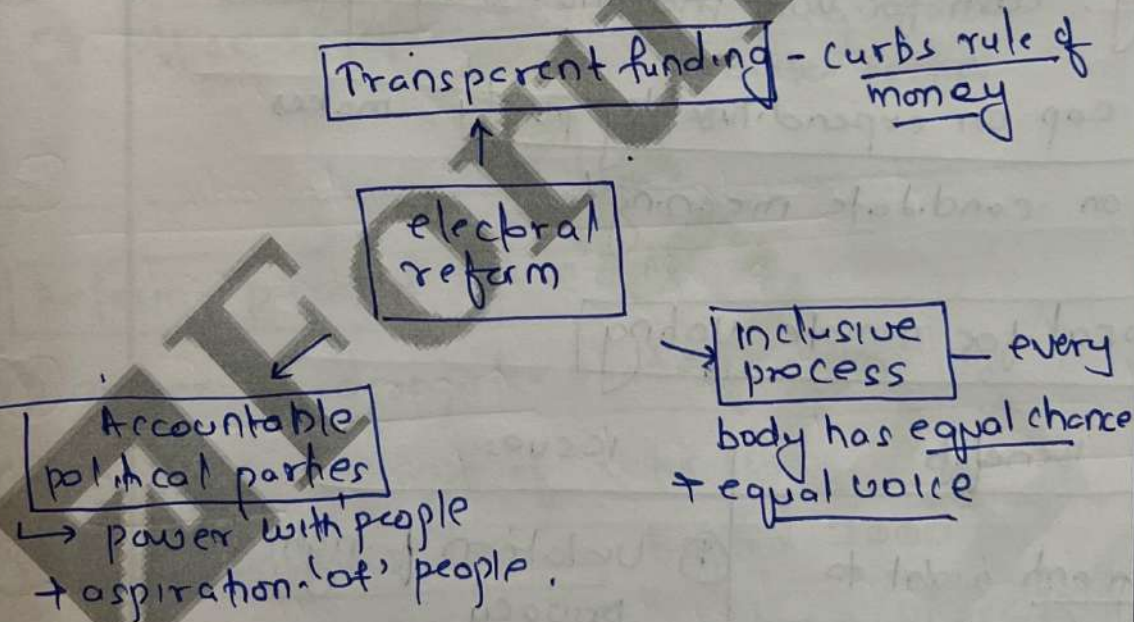 Transparent funding - curbs rule of
money
electoral
reform
inclusive
process — every
body has equal chance
+ equal voice
Accountable
political parties
↳ power with people
+ aspiration 'of' people.